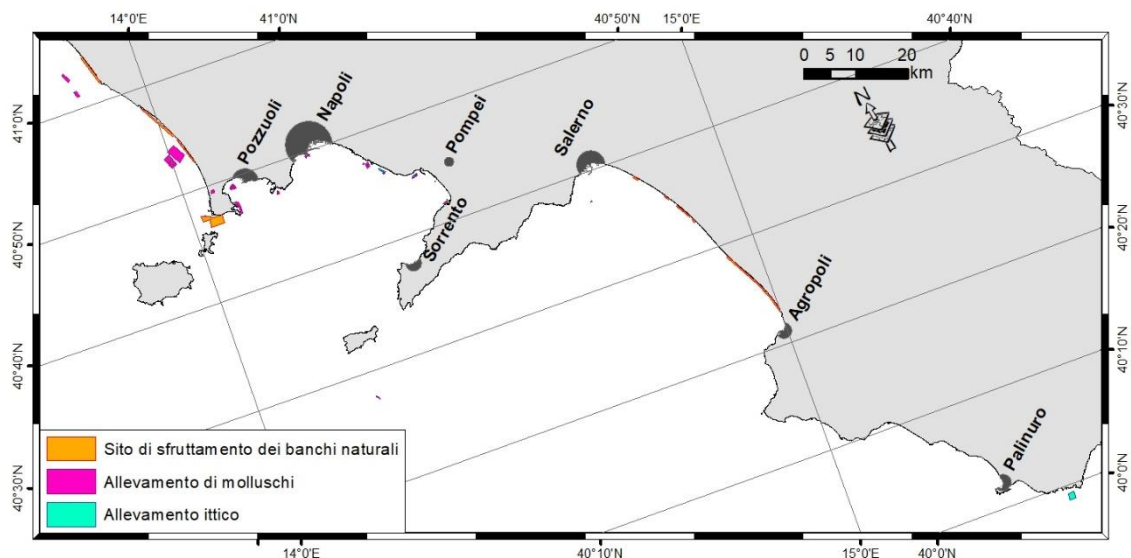 14°0'E 41°0'N 40°50'N 15°0'E 40°40'N
0 5 10 20
km
N
41°0'N
40°50'N
40°40'N
40°30'N
40°30'N
40°20'N
40°10'N
40°0'N
Pozzuoli
Napoli
Pompei
Sorrento
Salerno
Agropoli
Palinuro
Sito di sfruttamento dei banchi naturali
Allevamento di molluschi
Allevamento ittico
14°0'E 40°10'N 15°0'E 40°0'N